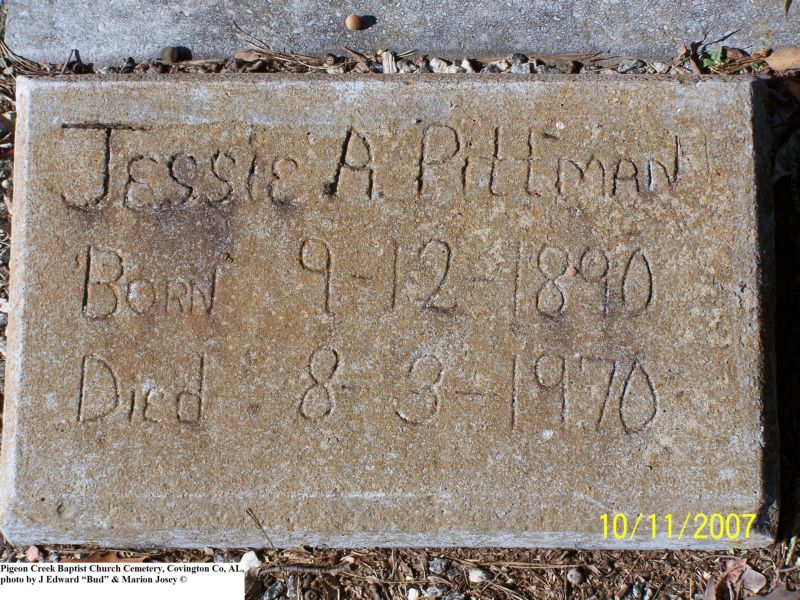 Jessie A. Pittman
Born 9-12-1890
Died 8-3-1970
10/11/2007
Pigeon Creek Baptist Church Cemetery, Covington Co, AL,
photo by J Edward “Bud” & Marion Josey ©